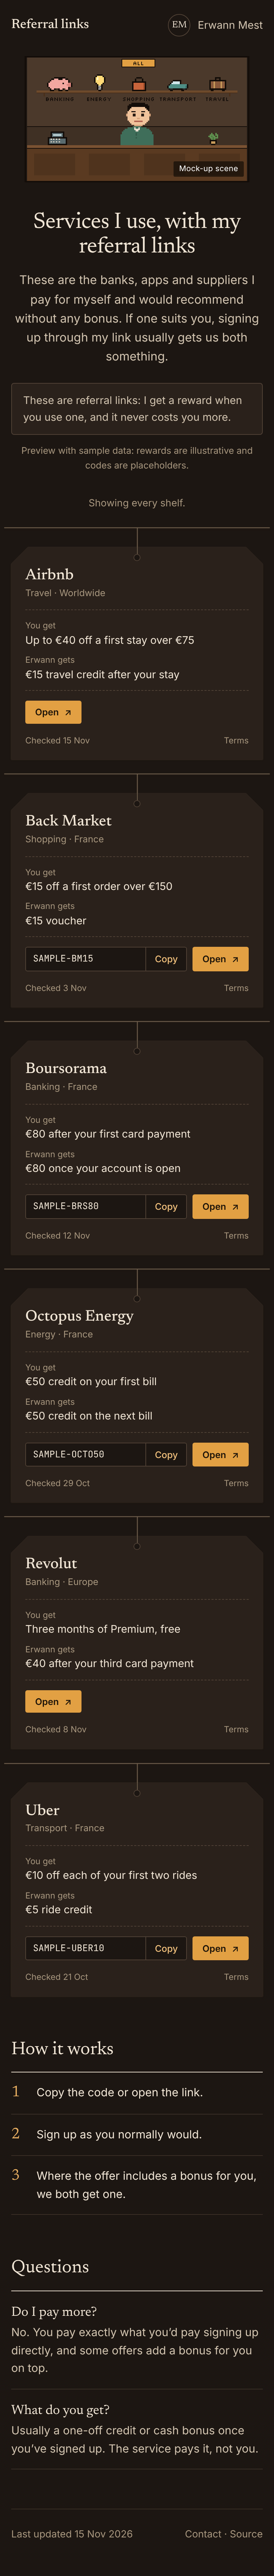 Referral links
EM
Erwann Mest
ALL
BANKING
ENERGY
SHOPPING
TRANSPORT
TRAVEL
Mock-up scene
Services I use, with my
referral links
These are the banks, apps and suppliers I
pay for myself and would recommend
without any bonus. If one suits you, signing
up through my link usually gets us both
something.
These are referral links: I get a reward when
you use one, and it never costs you more.
Preview with sample data: rewards are illustrative and
codes are placeholders.
Showing every shelf.
Airbnb
Travel · Worldwide
You get
Up to €40 off a first stay over €75
Erwann gets
€15 travel credit after your stay
Open ↗
Checked 15 Nov
Terms
Back Market
Shopping · France
You get
€15 off a first order over €150
Erwann gets
€15 voucher
SAMPLE-BM15
Copy
Open ↗
Checked 3 Nov
Terms
Boursorama
Banking · France
You get
€80 after your first card payment
Erwann gets
€80 once your account is open
SAMPLE-BRS80
Copy
Open ↗
Checked 12 Nov
Terms
Octopus Energy
Energy · France
You get
€50 credit on your first bill
Erwann gets
€50 credit on the next bill
SAMPLE-OCTO50
Copy
Open ↗
Checked 29 Oct
Terms
Revolut
Banking · Europe
You get
Three months of Premium, free
Erwann gets
€40 after your third card payment
Open ↗
Checked 8 Nov
Terms
Uber
Transport · France
You get
€10 off each of your first two rides
Erwann gets
€5 ride credit
SAMPLE-UBER10
Copy
Open ↗
Checked 21 Oct
Terms
How it works
1 Copy the code or open the link.
2 Sign up as you normally would.
3 Where the offer includes a bonus for you,
we both get one.
Questions
Do I pay more?
No. You pay exactly what you'd pay signing up
directly, and some offers add a bonus for you
on top.
What do you get?
Usually a one-off credit or cash bonus once
you've signed up. The service pays it, not you.
Last updated 15 Nov 2026
Contact · Source